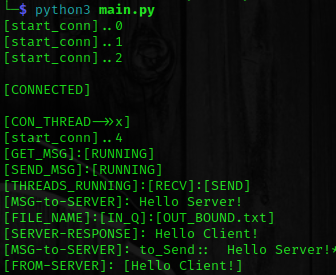 └─$ python3 main.py
[start_conn]..0
[start_conn]..1
[start_conn]..2
[CONNECTED]
[CON_THREAD-->x]
[start_conn]..4
[GET_MSG]:[RUNNING]
[SEND_MSG]:[RUNNING]
[THREADS_RUNNING]:[RECV]:[SEND]
[MSG-to-SERVER]: Hello Server!
[FILE_NAME]:[IN_Q]:[OUT_BOUND.txt]
[SERVER-RESPONSE]: Hello Client!
[MSG-to-SERVER]: to_Send::  Hello Server!*
[FROM-SERVER]: [Hello Client!]